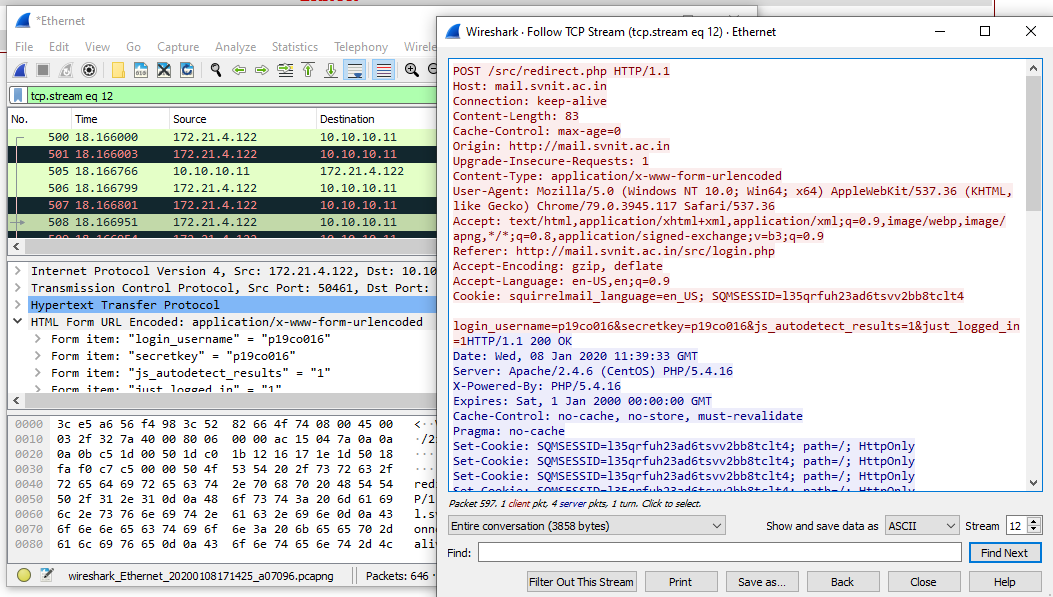 *Ethernet
File Edit View Go Capture Analyze Statistics Telephony
tcp.stream eq 12
No. Time Source Destination
500 18.166000 172.21.4.122 10.10.10.11
501 18.166003 172.21.4.122 10.10.10.11
505 18.166766 10.10.10.11 172.21.4.122
506 18.166799 172.21.4.122 10.10.10.11
507 18.166801 172.21.4.122 10.10.10.11
508 18.166951 172.21.4.122 10.10.10.11
Internet Protocol Version 4, Src: 172.21.4.122, Dst: 10.10
Transmission Control Protocol, Src Port: 50461, Dst Port:
Hypertext Transfer Protocol
HTML Form URL Encoded: application/x-www-form-urlencoded
Form item: "login_username" = "p19co016"
Form item: "secretkey" = "p19co016"
Form item: "js_autodetect_results" = "1"
Form item: "just_logged_in" = "1"
0000 3c e5 a6 56 f4 98 3c 52 82 66 4f 74 08 00 45 00
0010 03 2f 32 7a 40 00 80 06 00 00 ac 15 04 7a 0a 0a
0020 0a 0b c5 1d 00 50 1d c0 1b 12 16 17 1e 1d 50 18
0030 fa f0 c7 c5 00 00 50 4f 53 54 20 2f 73 72 63 2f
0040 72 65 64 69 72 65 63 74 2e 70 68 70 20 48 54 54 redi
0050 50 2f 31 2e 31 0d 0a 48 6f 73 74 3a 20 6d 61 69 P/1.
0060 6c 2e 73 76 6e 69 74 2e 61 63 2e 69 6e 0d 0a 43 l.sv
0070 6f 6e 6e 65 63 74 69 6f 6e 3a 20 6b 65 65 70 2d onne
0080 61 6c 69 76 65 0d 0a 43 6f 6e 74 65 6e 74 2d 4c aliv
wireshark_Ethernet_20200108171425_a07096.pcapng Packets: 646
Wireshark · Follow TCP Stream (tcp.stream eq 12) · Ethernet
POST /src/redirect.php HTTP/1.1
Host: mail.svnit.ac.in
Connection: keep-alive
Content-Length: 83
Cache-Control: max-age=0
Origin: http://mail.svnit.ac.in
Upgrade-Insecure-Requests: 1
Content-Type: application/x-www-form-urlencoded
User-Agent: Mozilla/5.0 (Windows NT 10.0; Win64; x64) AppleWebKit/537.36 (KHTML,
like Gecko) Chrome/79.0.3945.117 Safari/537.36
Accept: text/html,application/xhtml+xml,application/xml;q=0.9,image/webp,image/
apng,*/*;q=0.8,application/signed-exchange;v=b3;q=0.9
Referer: http://mail.svnit.ac.in/src/login.php
Accept-Encoding: gzip, deflate
Accept-Language: en-US,en;q=0.9
Cookie: squirrelmail_language=en_US; SQMSESSID=l35qrfuh23ad6tsvv2bb8tclt4
login_username=p19co016&secretkey=p19co016&js_autodetect_results=1&just_logged_in
=1HTTP/1.1 200 OK
Date: Wed, 08 Jan 2020 11:39:33 GMT
Server: Apache/2.4.6 (CentOS) PHP/5.4.16
X-Powered-By: PHP/5.4.16
Expires: Sat, 1 Jan 2000 00:00:00 GMT
Cache-Control: no-cache, no-store, must-revalidate
Pragma: no-cache
Set-Cookie: SQMSESSID=l35qrfuh23ad6tsvv2bb8tclt4; path=/; HttpOnly
Set-Cookie: SQMSESSID=l35qrfuh23ad6tsvv2bb8tclt4; path=/; HttpOnly
Set-Cookie: SQMSESSID=l35qrfuh23ad6tsvv2bb8tclt4; path=/; HttpOnly
Set-Cookie: SQMSESSID=l35qrfuh23ad6tsvv2bb8tclt4; path=/; HttpOnly
Packet 597. 1 client pkt, 4 server pkts, 1 turn. Click to select.
Entire conversation (3858 bytes) Show and save data as ASCII Stream 12
Find: Find Next
Filter Out This Stream Print Save as... Back Close Help